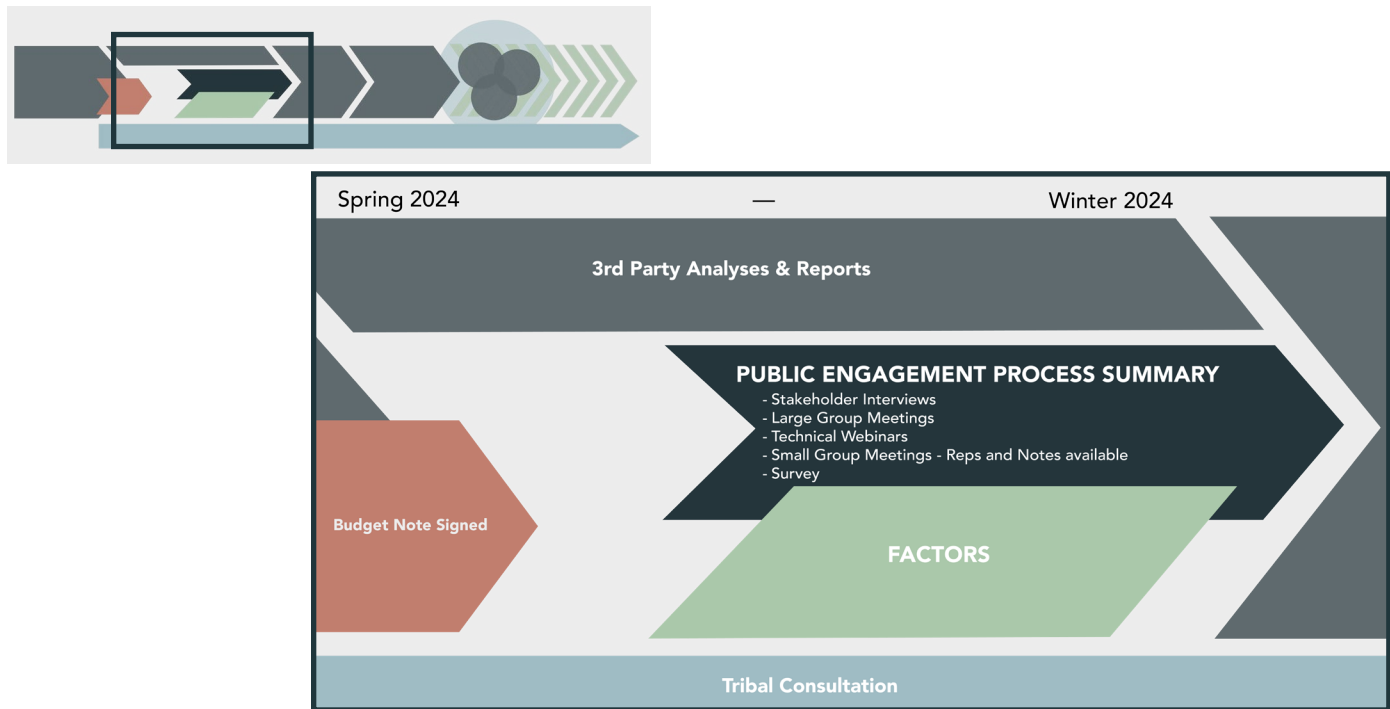 Spring 2024 — Winter 2024
3rd Party Analyses & Reports
PUBLIC ENGAGEMENT PROCESS SUMMARY
- Stakeholder Interviews
- Large Group Meetings
- Technical Webinars
- Small Group Meetings - Reps and Notes available
- Survey
Budget Note Signed
FACTORS
Tribal Consultation